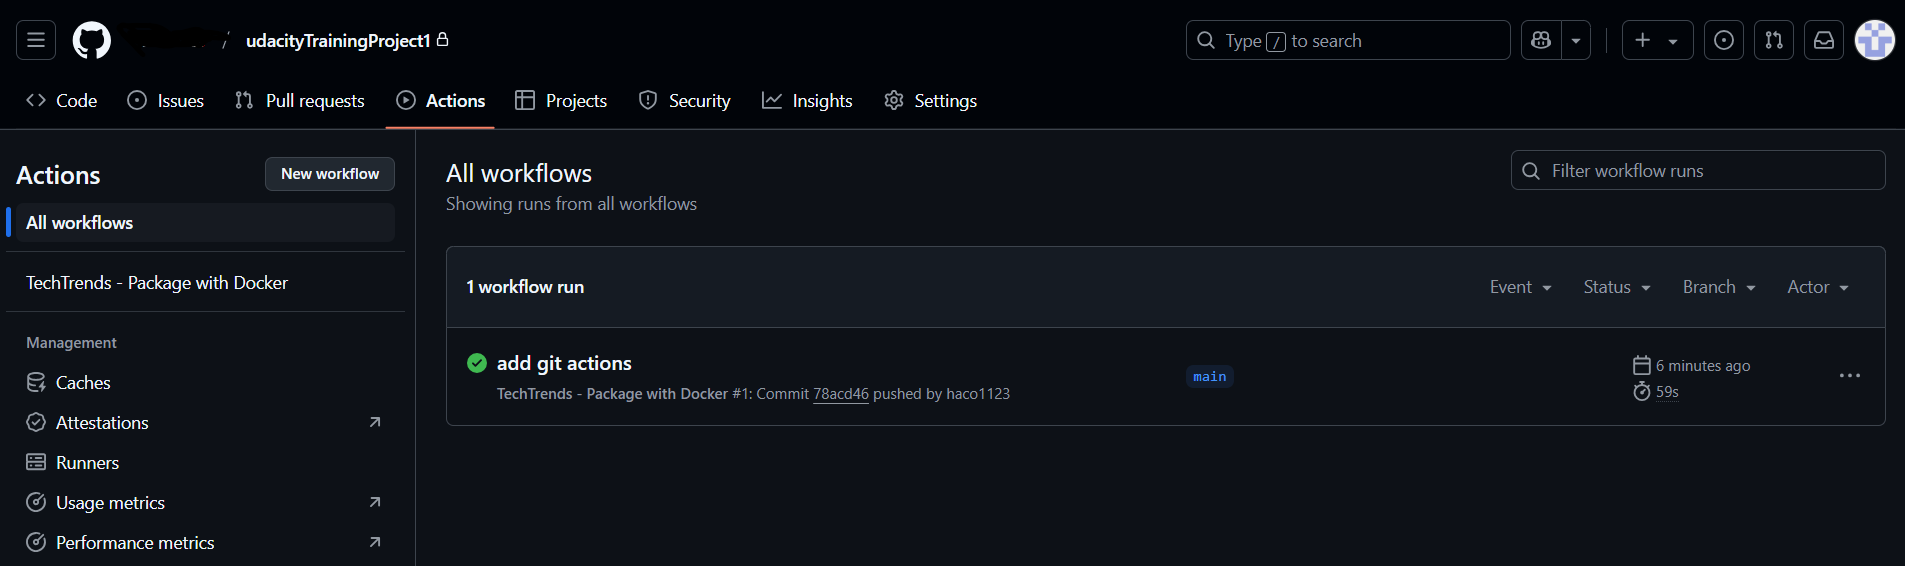 / udacityTrainingProject1
Type / to search
Code
Issues
Pull requests
Actions
Projects
Security
Insights
Settings
Actions
New workflow
All workflows
TechTrends - Package with Docker
Management
Caches
Attestations
Runners
Usage metrics
Performance metrics
All workflows
Showing runs from all workflows
Filter workflow runs
1 workflow run
Event
Status
Branch
Actor
add git actions
TechTrends - Package with Docker #1: Commit 78acd46 pushed by haco1123
main
6 minutes ago
59s